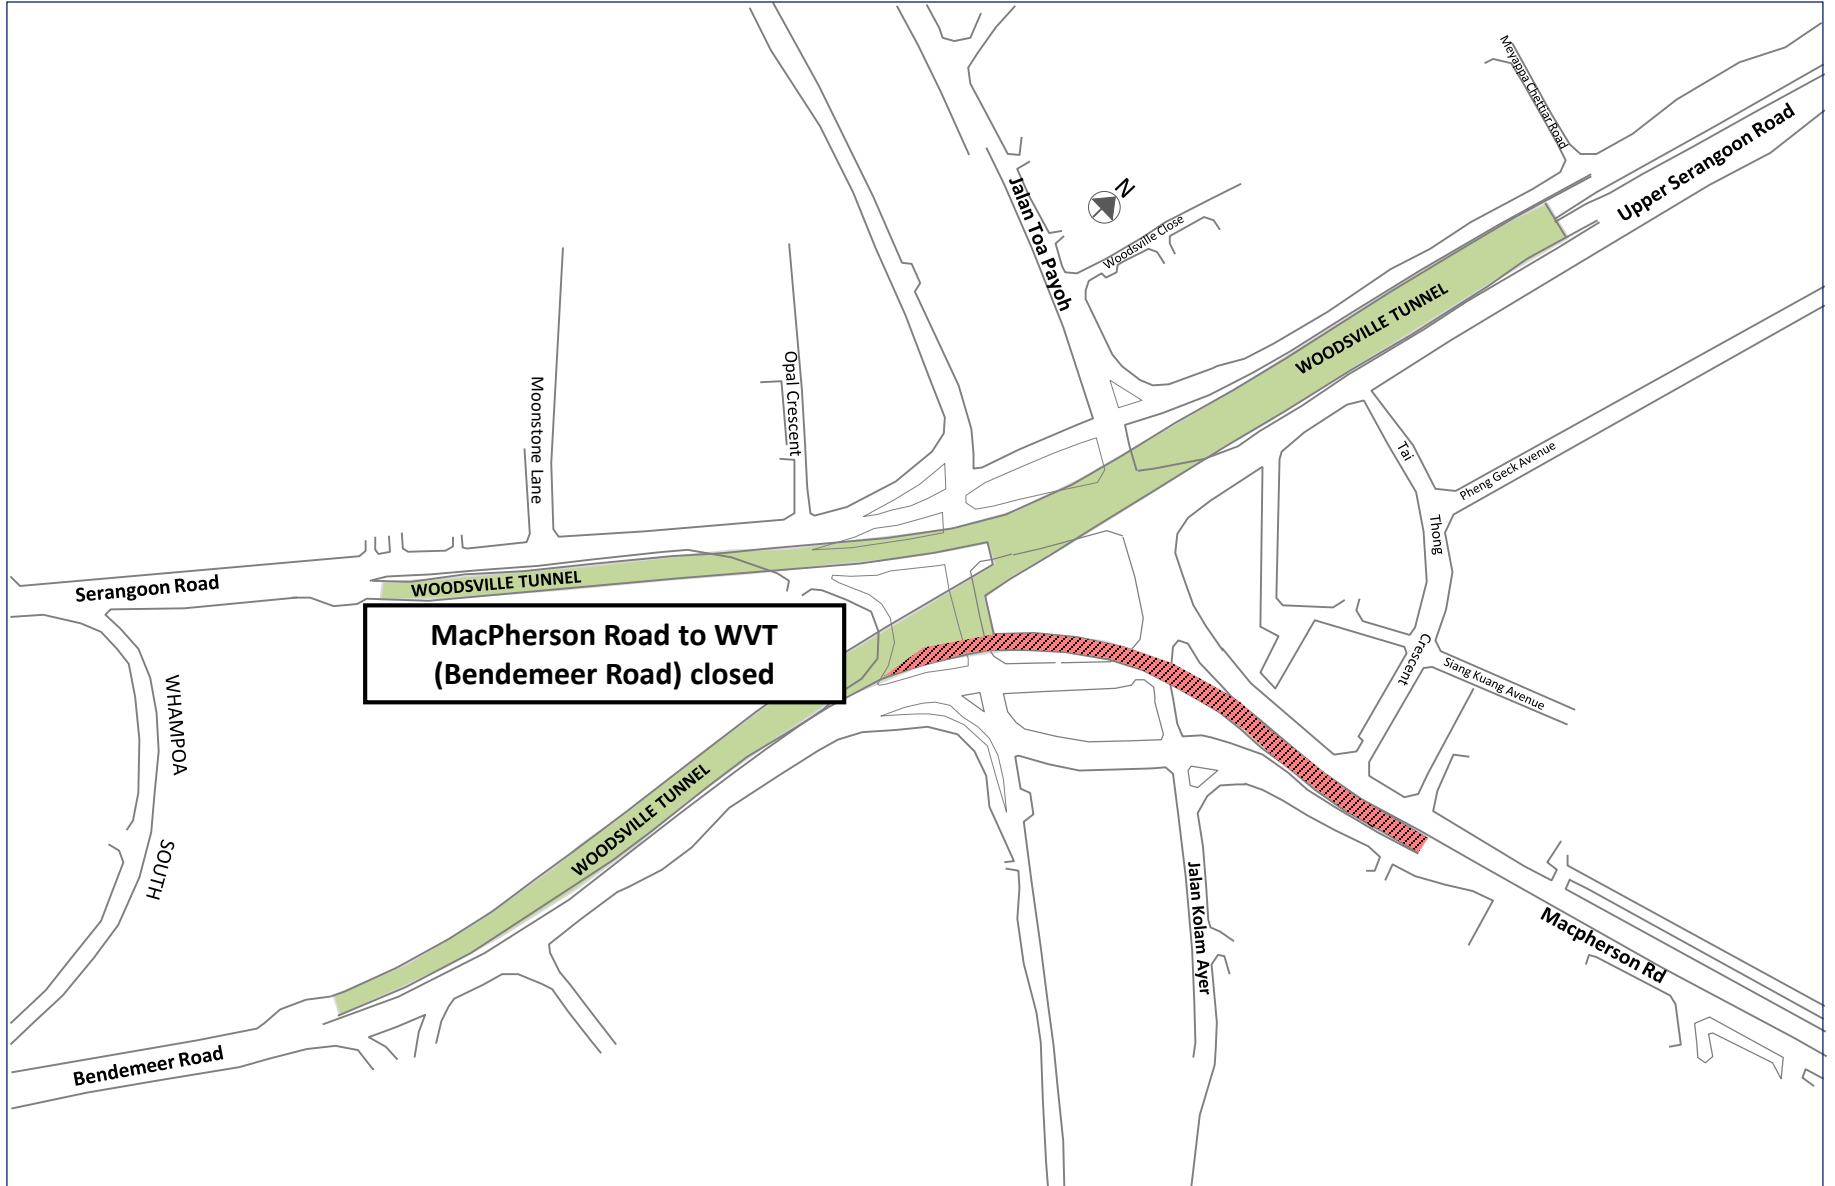 Meyappa Chettiar Road
Upper Serangoon Road
N
Jalan Toa Payoh
Woodsville Close
WOODSVILLE TUNNEL
Opal Crescent
Moonstone Lane
Tai
Thong
Crescent
Pheng Geck Avenue
Serangoon Road
WOODSVILLE TUNNEL
MacPherson Road to WVT
(Bendemeer Road) closed
Siang Kuang Avenue
WHAMPOA
SOUTH
WOODSVILLE TUNNEL
Jalan Kolam Ayer
Macpherson Rd
Bendemeer Road